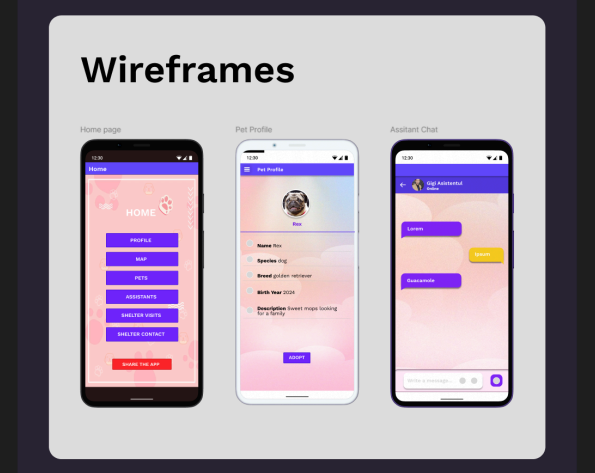 Wireframes
Home page
12:30
Home
HOME
PROFILE
MAP
PETS
ASSISTANTS
SHELTER VISITS
SHELTER CONTACT
SHARE THE APP
Pet Profile
12:30
Pet Profile
Rex
Name Rex
Species dog
Breed golden retriever
Birth Year 2024
Description Sweet mops looking
for a family
ADOPT
Assitant Chat
12:30
Gigi Asistentul
Online
Lorem
Ipsum
Guacamole
Write a message...